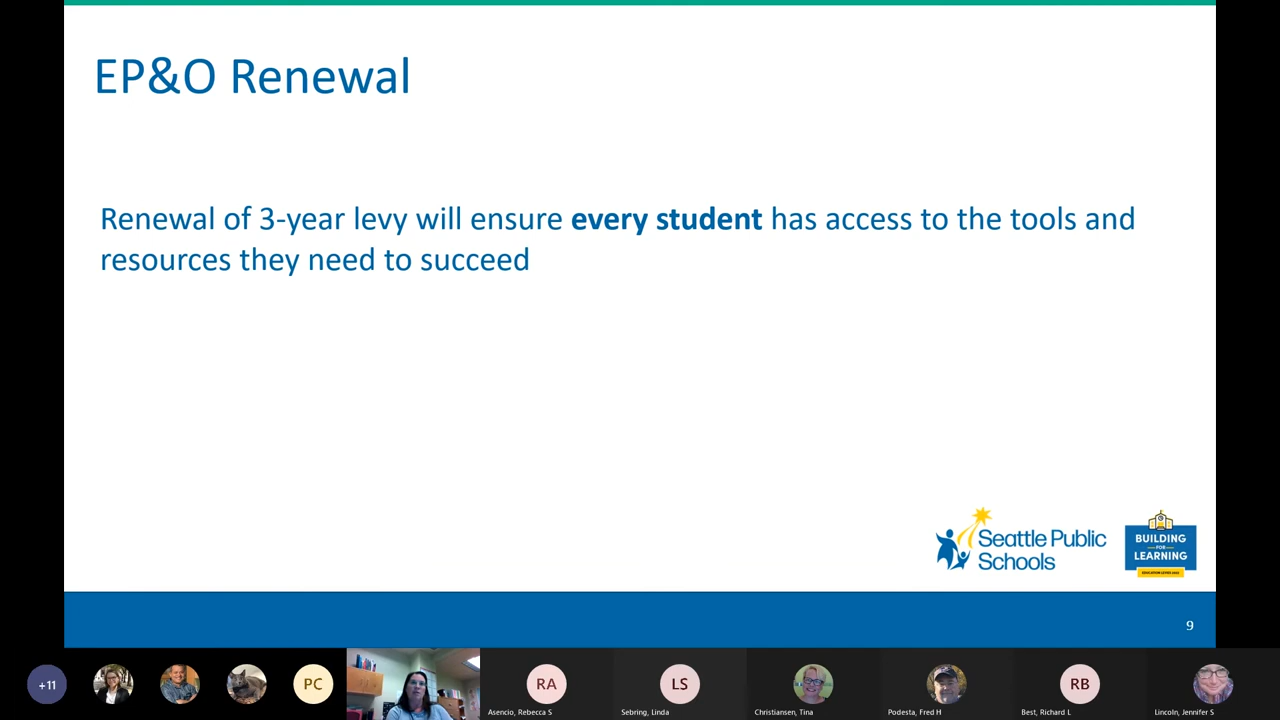 EP&O Renewal
Renewal of 3-year levy will ensure every student has access to the tools and
resources they need to succeed
Seattle Public
Schools
BUILDING
FOR
LEARNING
9
+11
PC
RA
LS
RB
Asencio, Rebecca S
Sebring, Linda
Christiansen, Tina
Podesta, Fred H
Best, Richard L
Lincoln, Jennifer S